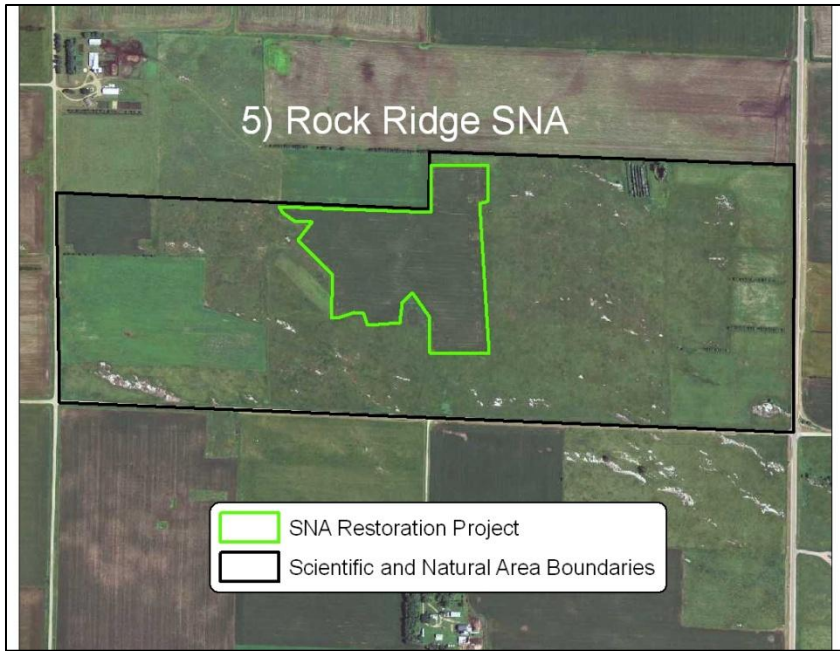 5) Rock Ridge SNA
SNA Restoration Project
Scientific and Natural Area Boundaries